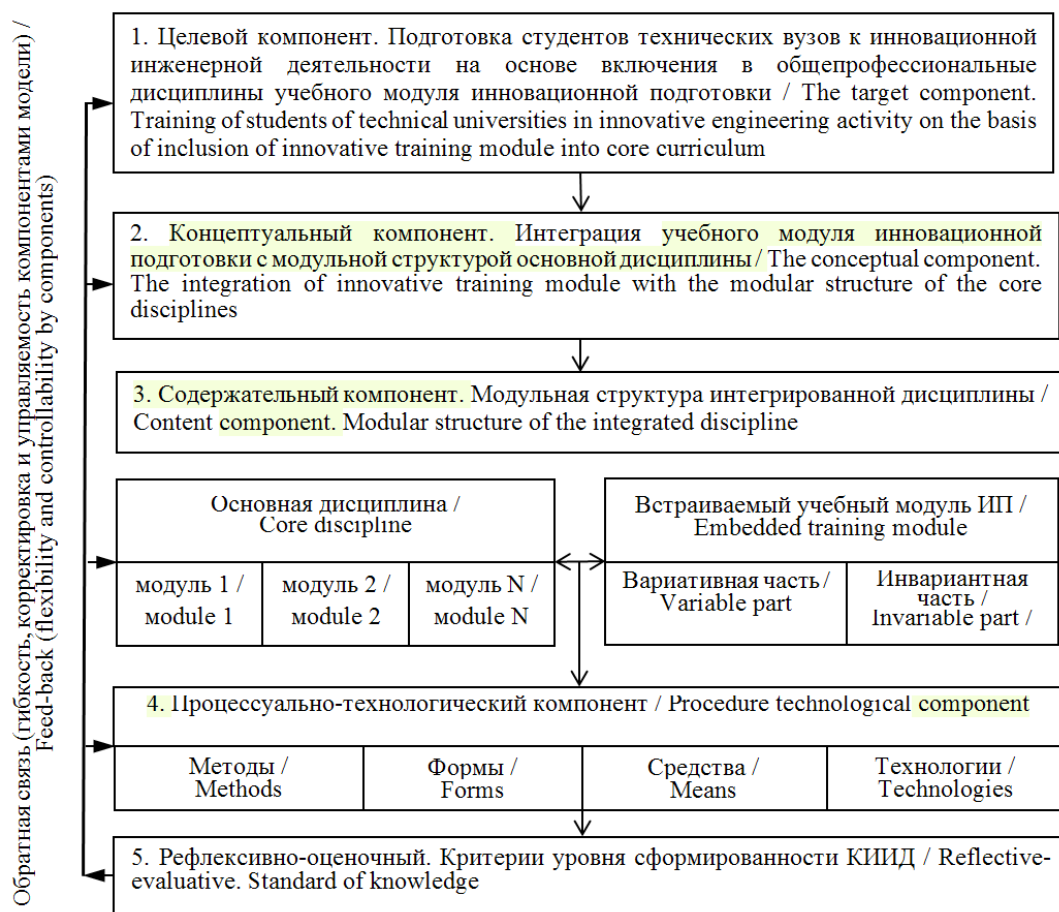 Обратная связь (гибкость, корректировка и управляемость компонентами модели) /
Feed-back (flexibility and controllability by components)
1. Целевой компонент. Подготовка студентов технических вузов к инновационной
инженерной деятельности на основе включения в общепрофессиональные
дисциплины учебного модуля инновационной подготовки / The target component.
Training of students of technical universities in innovative engineering activity on the basis
of inclusion of innovative training module into core curriculum
2. Концептуальный компонент. Интеграция учебного модуля инновационной
подготовки с модульной структурой основной дисциплины / The conceptual component.
The integration of innovative training module with the modular structure of the core
disciplines
3. Содержательный компонент. Модульная структура интегрированной дисциплины /
Content component. Modular structure of the integrated discipline
Основная дисциплина /
Core discipline
модуль 1 /
module 1
модуль 2 /
module 2
модуль N /
module N
Встраиваемый учебный модуль ИП /
Embedded training module
Вариативная часть /
Variable part
Инвариантная
часть /
Invariable part /
4. Процессуально-технологический компонент / Procedure technological component
Методы /
Methods
Формы /
Forms
Средства /
Means
Технологии /
Technologies
5. Рефлексивно-оценочный. Критерии уровня сформированности КИИД / Reflective-
evaluative. Standard of knowledge